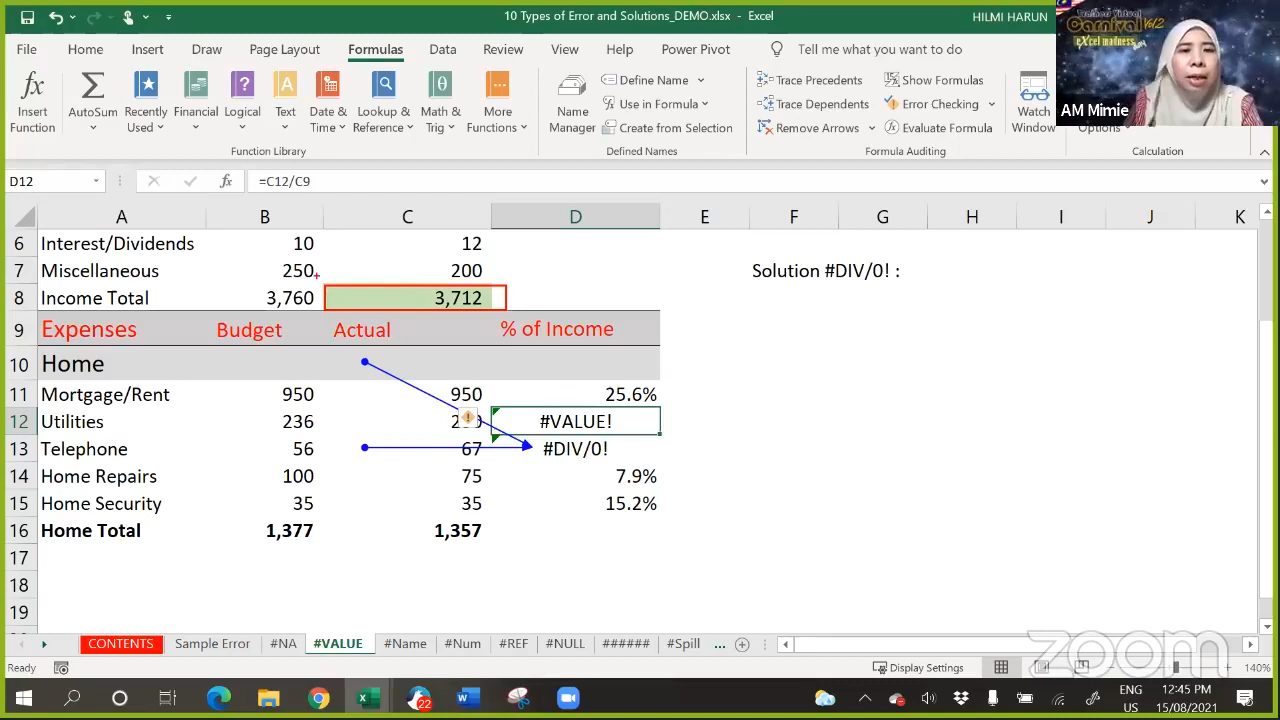 10 Types of Error and Solutions_DEMO.xlsx - Excel
HILMI HARUN
File Home Insert Draw Page Layout Formulas Data Review View Help Power Pivot Tell me what you want to do
Trainers Virtual
Carnival Vol2
Excel madness
AM Mimie
Insert Function
AutoSum
Recently Used
Financial
Logical
Text
Date & Time
Lookup & Reference
Math & Trig
More Functions
Function Library
Name Manager
Define Name
Use in Formula
Create from Selection
Defined Names
Trace Precedents
Trace Dependents
Remove Arrows
Show Formulas
Error Checking
Evaluate Formula
Formula Auditing
Watch Window
Options
Calculation
D12 fx =C12/C9
A B C D E F G H I J K
6 Interest/Dividends 10 12
7 Miscellaneous 250 200 Solution #DIV/0! :
8 Income Total 3,760 3,712
9 Expenses Budget Actual % of Income
10 Home
11 Mortgage/Rent 950 950 25.6%
12 Utilities 236 #VALUE!
13 Telephone 56 67 #DIV/0!
14 Home Repairs 100 75 7.9%
15 Home Security 35 35 15.2%
16 Home Total 1,377 1,357
17
18
19
CONTENTS Sample Error #NA #VALUE #Name #Num #REF #NULL ###### #Spill ...
Ready Display Settings 140%
zoom
22
ENG
US
12:45 PM
15/08/2021